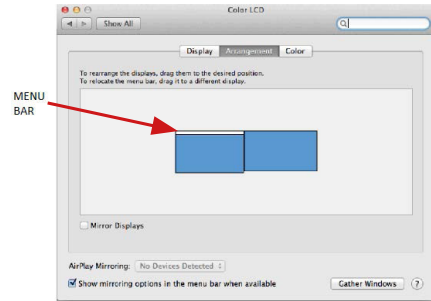 Color LCD
Show All
Display Arrangement Color
To rearrange the displays, drag them to the desired position.
To relocate the menu bar, drag it to a different display.
MENU
BAR
Mirror Displays
AirPlay Mirroring: No Devices Detected
Show mirroring options in the menu bar when available
Gather Windows ?